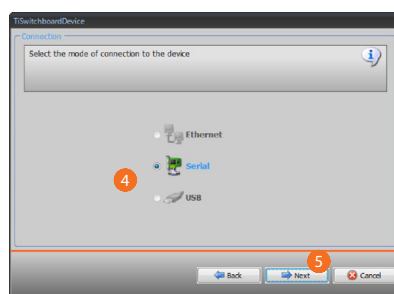 TiSwitchboardDevice
Connection
Select the mode of connection to the device
Ethernet
4
Serial
USB
5
Back
Next
Cancel